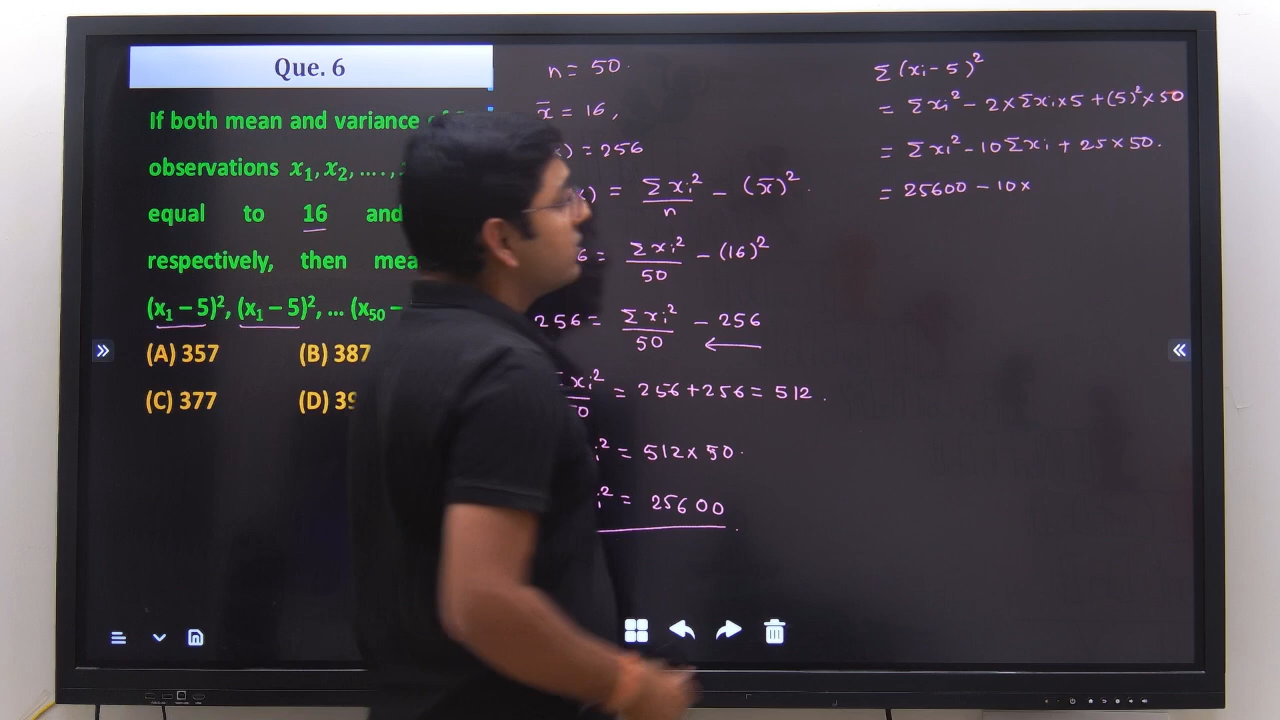 Que. 6
If both mean and variance
observations x₁, x₂, ....,
equal to 16 and
respectively, then
(x₁ – 5)², (x₁ – 5)², ... (x₅₀ –
(A) 357 (B) 387
(C) 377 (D)
n = 50.
x̄ = 16,
) = 256
) = Σxᵢ²/n – (x̄)².
= Σxᵢ²/50 – (16)²
256 = Σxᵢ²/50 – 256
= 256 + 256 = 512.
² = 512 × 50.
² = 25600.
Σ(xᵢ – 5)²
= Σxᵢ² – 2 × Σxᵢ × 5 + (5)² × 50
= Σxᵢ² – 10Σxᵢ + 25 × 50.
= 25600 – 10 ×